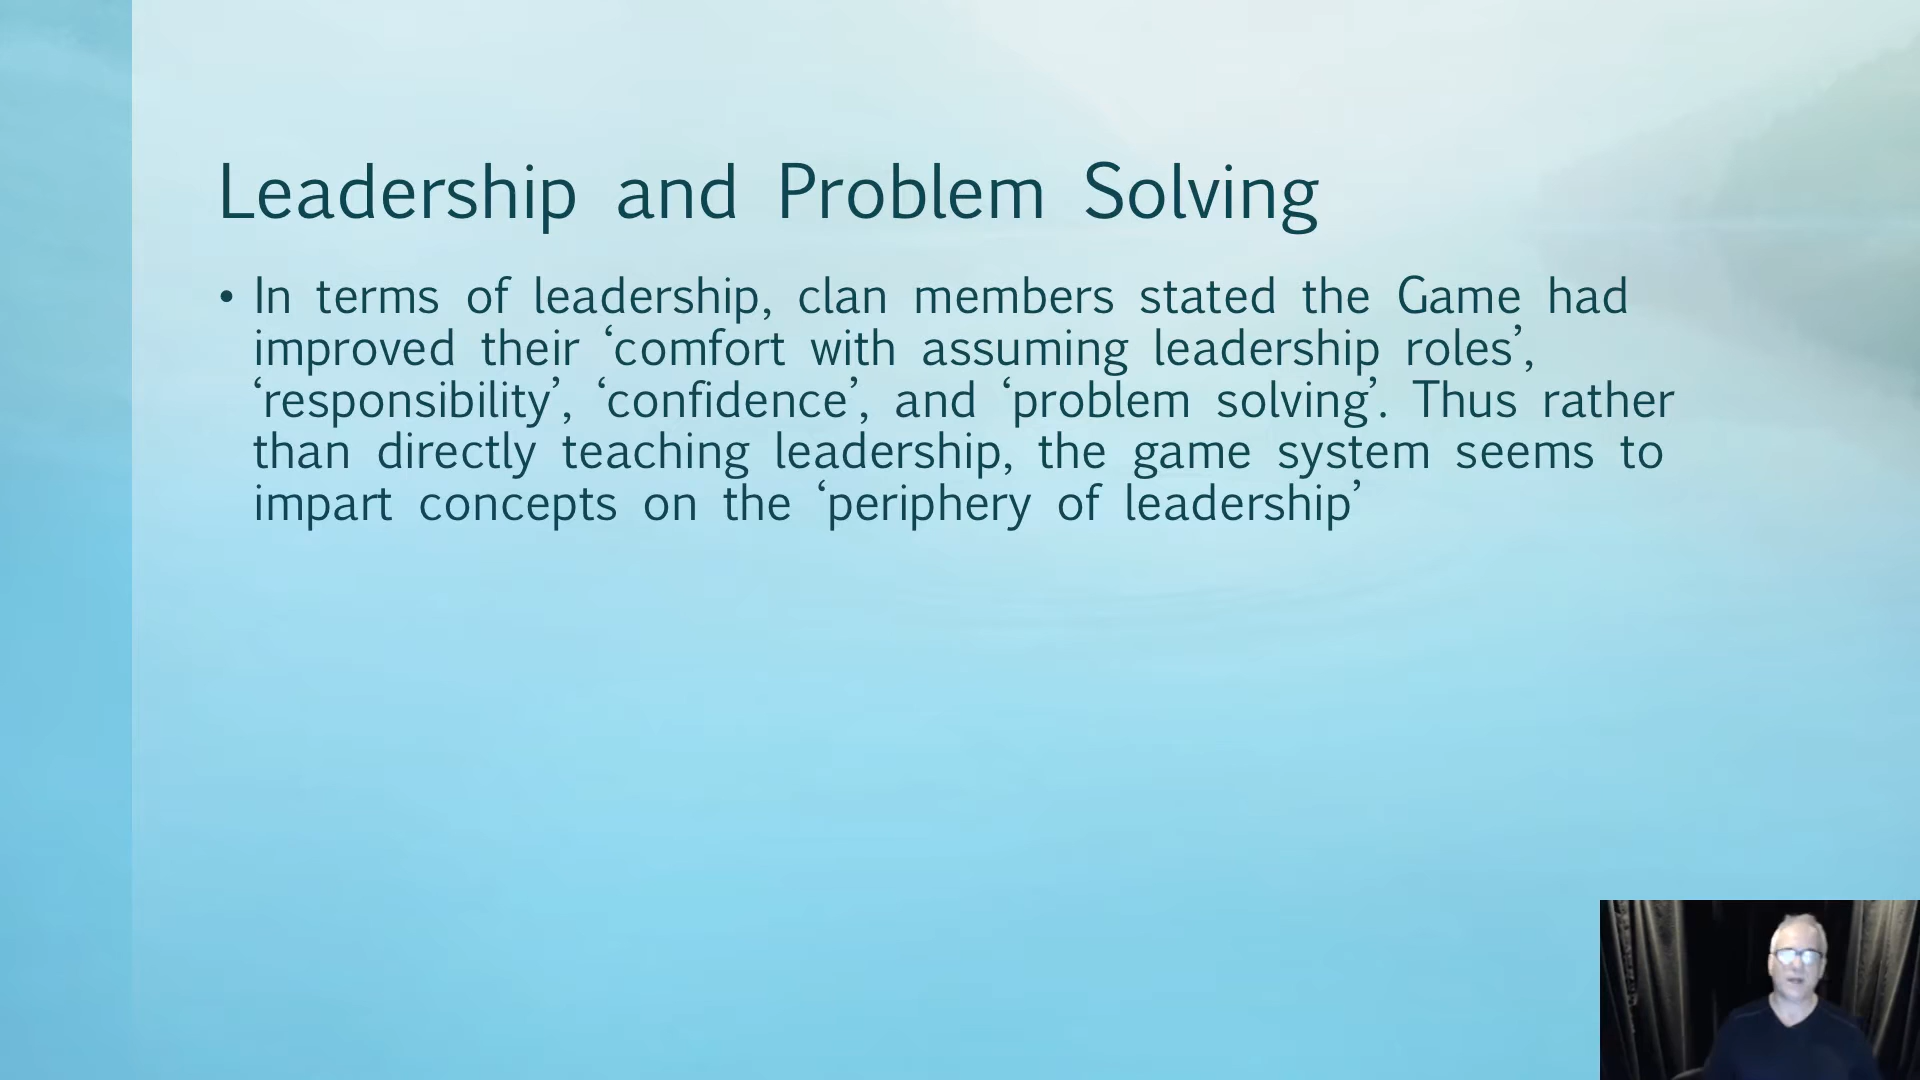 Leadership and Problem Solving
• In terms of leadership, clan members stated the Game had
improved their ‘comfort with assuming leadership roles’,
‘responsibility’, ‘confidence’, and ‘problem solving’. Thus rather
than directly teaching leadership, the game system seems to
impart concepts on the ‘periphery of leadership’